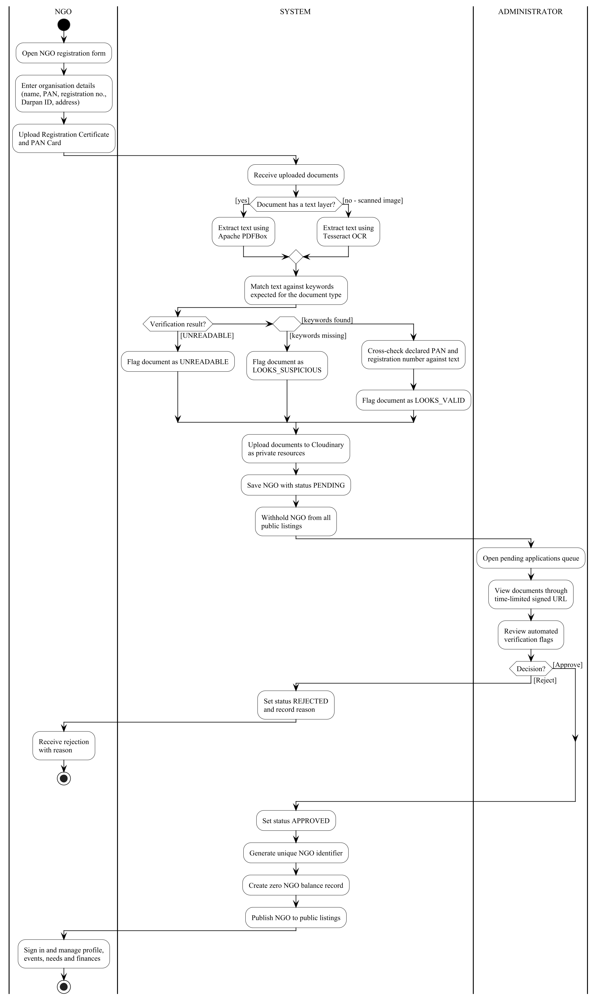 NGO
SYSTEM
ADMINISTRATOR
Open NGO registration form
Enter organisation details
(name, PAN, registration no.,
Darpan ID, address)
Upload Registration Certificate
and PAN Card
Receive uploaded documents
[yes]
Document has a text layer?
[no - scanned image]
Extract text using
Apache PDFBox
Extract text using
Tesseract OCR
Match text against keywords
expected for the document type
Verification result?
[UNREADABLE]
[keywords found]
[keywords missing]
Flag document as UNREADABLE
Flag document as
LOOKS_SUSPICIOUS
Cross-check declared PAN and
registration number against text
Flag document as LOOKS_VALID
Upload documents to Cloudinary
as private resources
Save NGO with status PENDING
Withhold NGO from all
public listings
Open pending applications queue
View documents through
time-limited signed URL
Review automated
verification flags
Decision?
[Approve]
[Reject]
Set status REJECTED
and record reason
Receive rejection
with reason
Set status APPROVED
Generate unique NGO identifier
Create zero NGO balance record
Publish NGO to public listings
Sign in and manage profile,
events, needs and finances